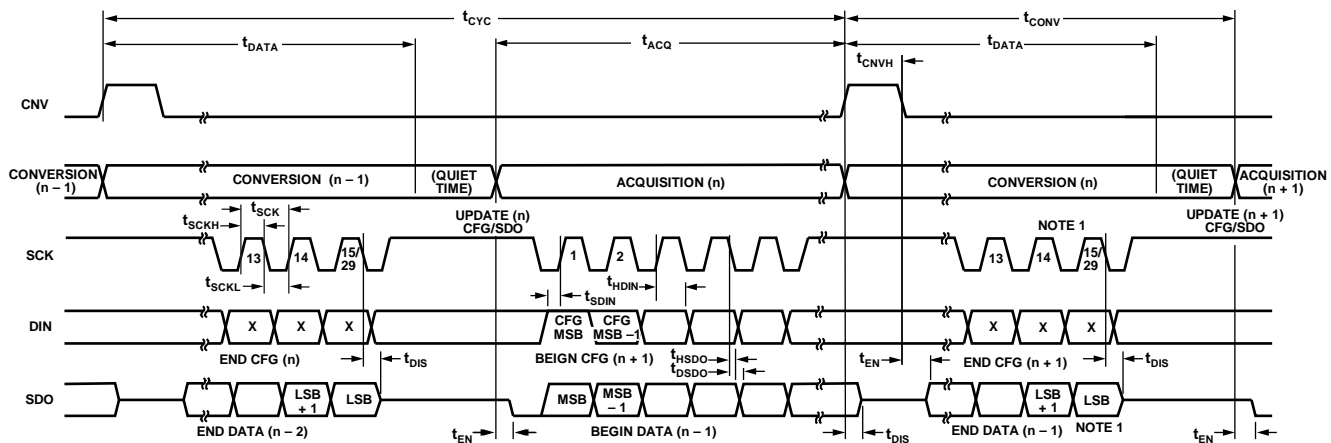 tCYC
tCONV
tDATA
tACQ
tDATA
tCNVH
CNV
CONVERSION
(n – 1)
CONVERSION (n – 1)
(QUIET
TIME)
ACQUISITION (n)
CONVERSION (n)
(QUIET
TIME)
ACQUISITION
(n + 1)
tSCK
tSCKH
UPDATE (n)
CFG/SDO
NOTE 1
UPDATE (n + 1)
CFG/SDO
SCK
13
14
15/
29
1
2
13
14
15/
29
tSCKL
tHDIN
tSDIN
DIN
X
X
X
CFG
MSB
CFG
MSB –1
X
X
X
END CFG (n)
tDIS
BEIGN CFG (n + 1)
tHSDO
tDSDO
tEN
END CFG (n + 1)
tDIS
SDO
LSB
+ 1
LSB
MSB
MSB
–1
LSB
+ 1
LSB
END DATA (n – 2)
tEN
BEGIN DATA (n – 1)
tDIS
END DATA (n – 1)
NOTE 1
tEN